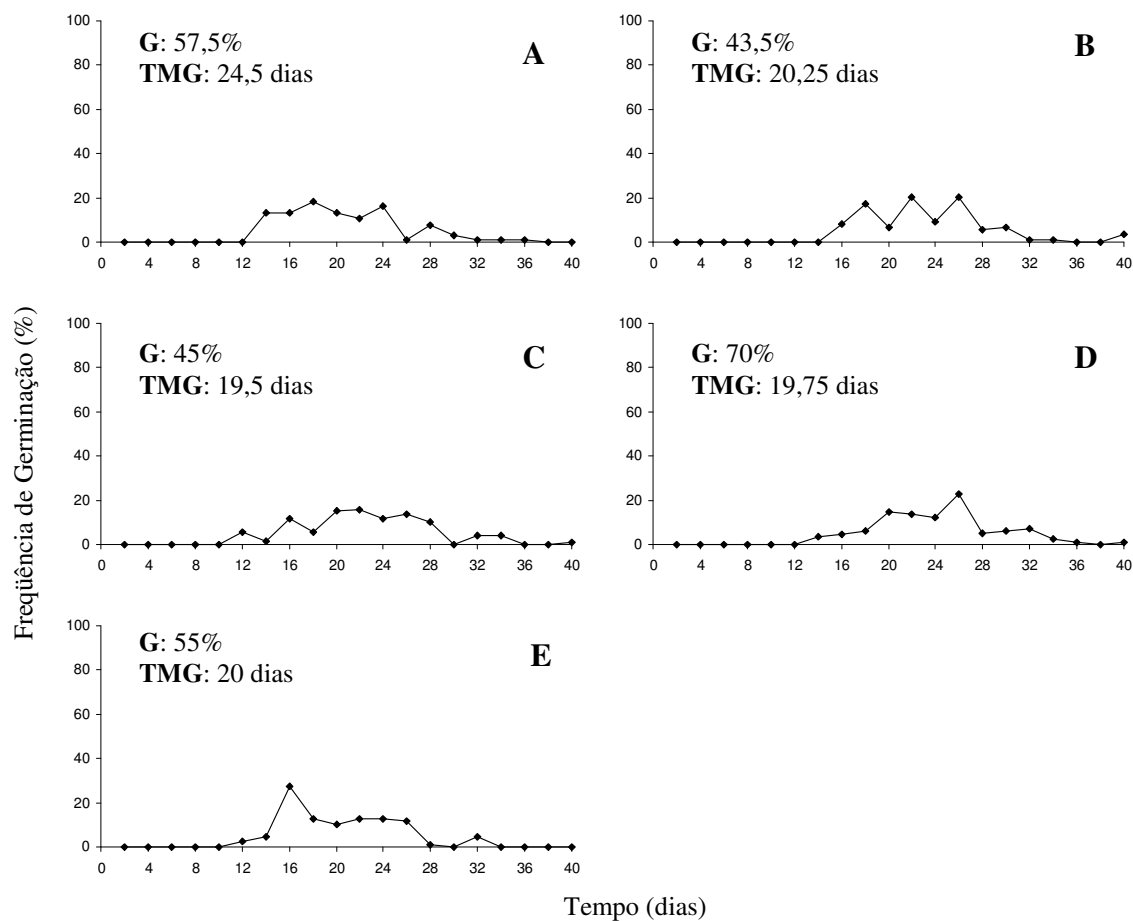 G: 57,5%
TMG: 24,5 dias
A
100
80
60
40
20
0
0 4 8 12 16 20 24 28 32 36 40
G: 43,5%
TMG: 20,25 dias
B
100
80
60
40
20
0
0 4 8 12 16 20 24 28 32 36 40
Freqüência de Germinação (%)
G: 45%
TMG: 19,5 dias
C
100
80
60
40
20
0
0 4 8 12 16 20 24 28 32 36 40
G: 70%
TMG: 19,75 dias
D
100
80
60
40
20
0
0 4 8 12 16 20 24 28 32 36 40
G: 55%
TMG: 20 dias
E
100
80
60
40
20
0
0 4 8 12 16 20 24 28 32 36 40
Tempo (dias)